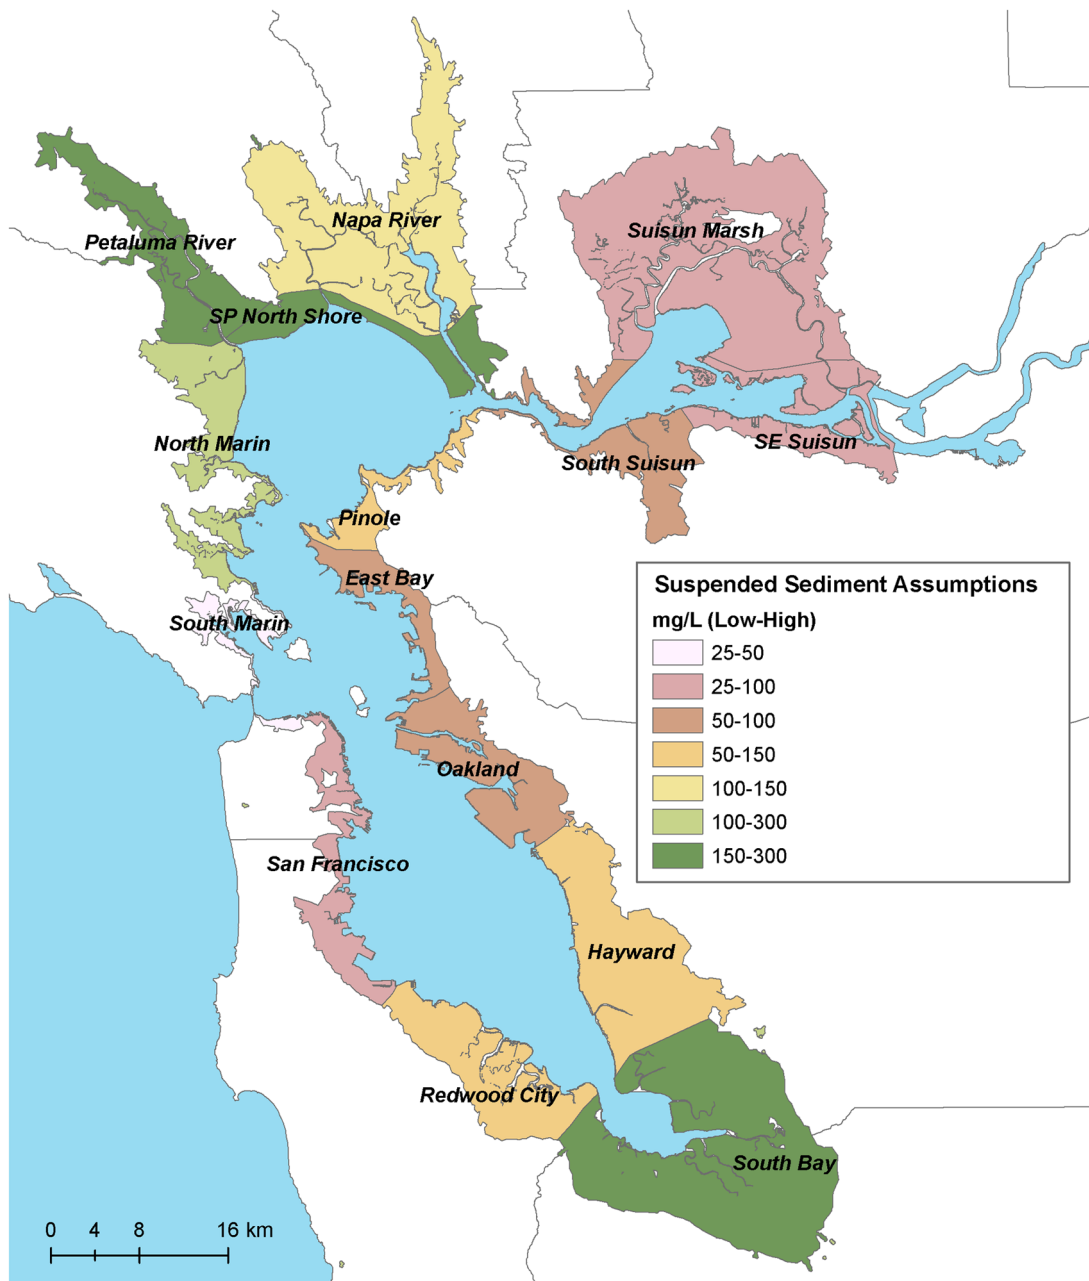 Napa River
Suisun Marsh
Petaluma River
SP North Shore
North Marin
SE Suisun
South Suisun
Pinole
East Bay
South Marin
Oakland
San Francisco
Hayward
Redwood City
South Bay
Suspended Sediment Assumptions
mg/L (Low-High)
25-50
25-100
50-100
50-150
100-150
100-300
150-300
0 4 8 16 km